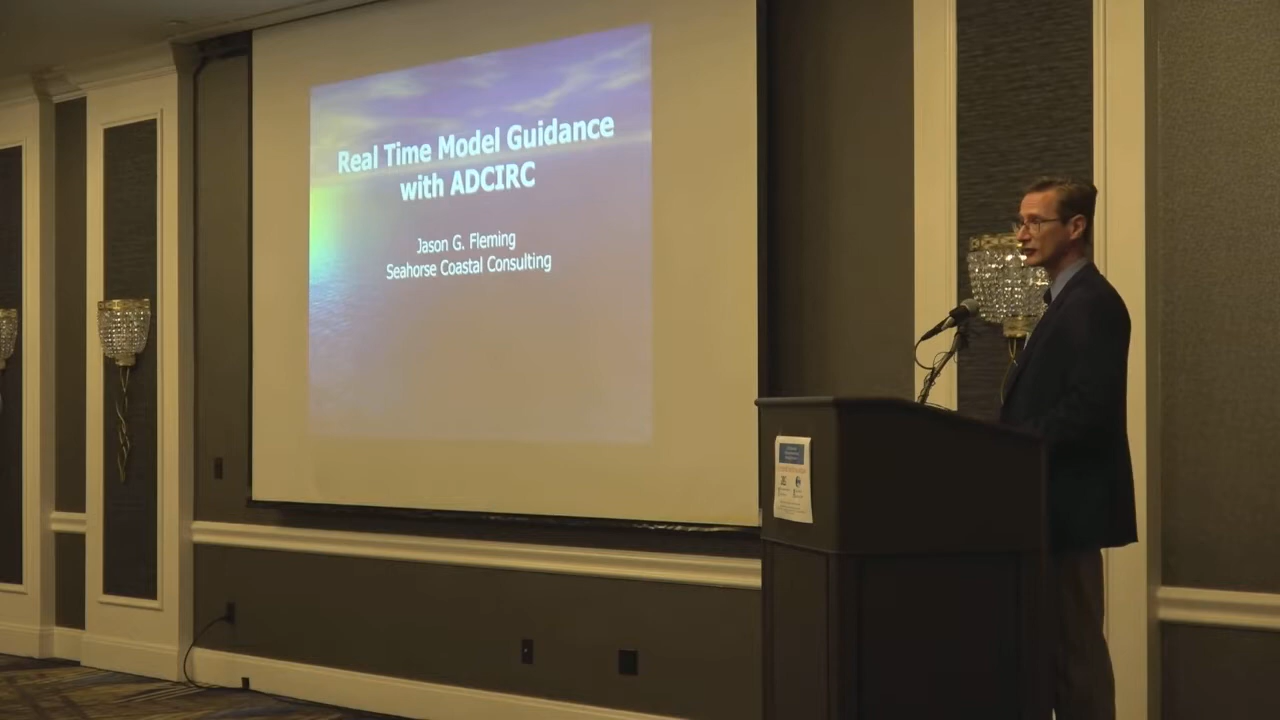 Real Time Model Guidance
with ADCIRC
Jason G. Fleming
Seahorse Coastal Consulting